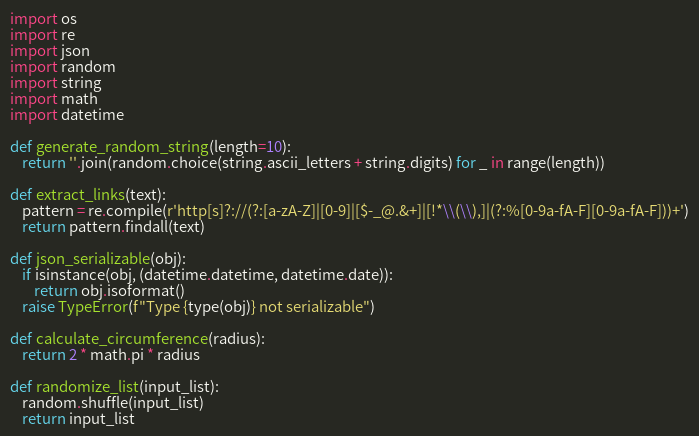 import os
import re
import json
import random
import string
import math
import datetime

def generate_random_string(length=10):
    return ''.join(random.choice(string.ascii_letters + string.digits) for _ in range(length))

def extract_links(text):
    pattern = re.compile(r'http[s]?://(?:[a-zA-Z]|[0-9]|[$-_@.&+]|[!*\\(\\),]|(?:%[0-9a-fA-F][0-9a-fA-F]))+')
    return pattern.findall(text)

def json_serializable(obj):
    if isinstance(obj, (datetime.datetime, datetime.date)):
        return obj.isoformat()
    raise TypeError(f"Type {type(obj)} not serializable")

def calculate_circumference(radius):
    return 2 * math.pi * radius

def randomize_list(input_list):
    random.shuffle(input_list)
    return input_list